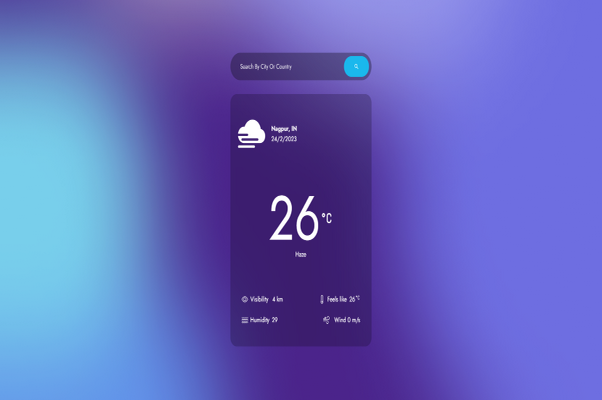 Search By City Or Country
Nagpur, IN
24/2/2023
26°C
Haze
Visibility 4 km
Feels like 26°C
Humidity 29
Wind 0 m/s